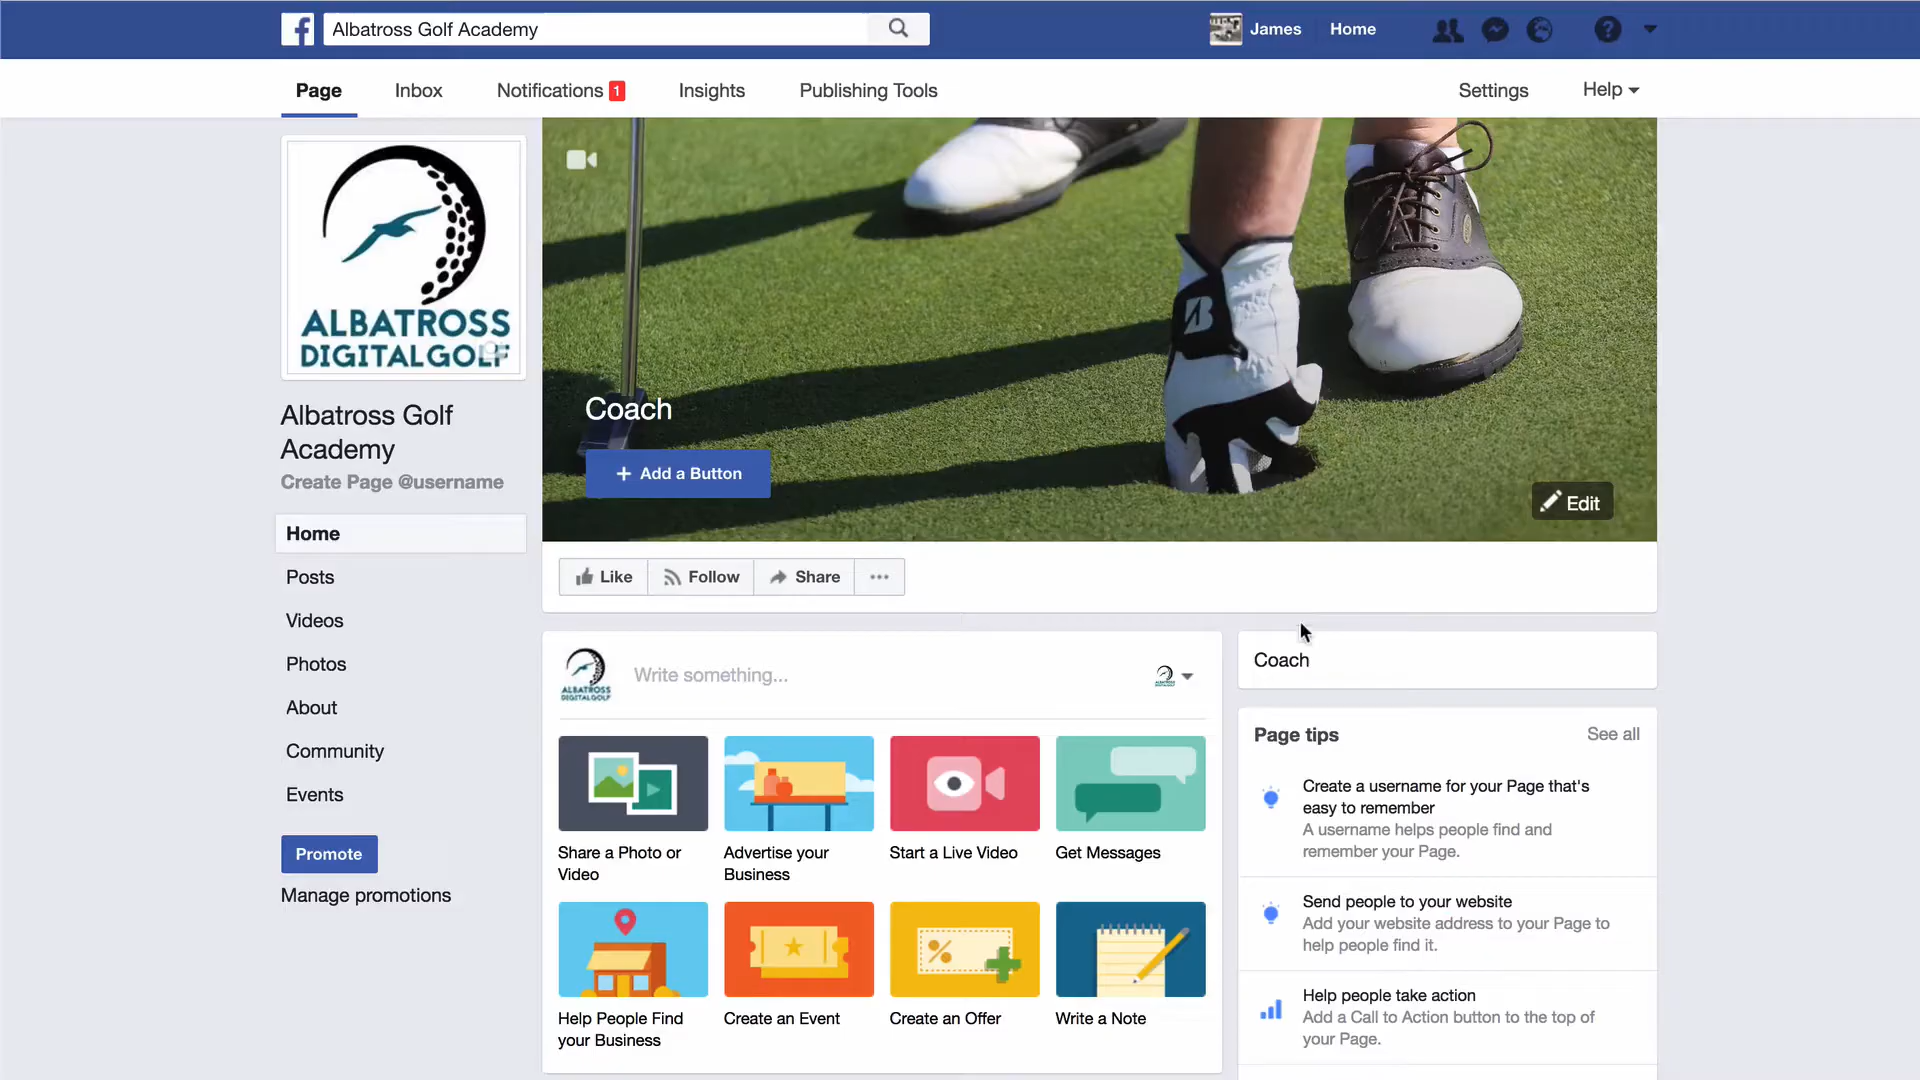 Albatross Golf Academy
James
Home
Page
Inbox
Notifications 1
Insights
Publishing Tools
Settings
Help
ALBATROSS
DIGITALGOLF
Albatross Golf
Academy
Create Page @username
Home
Posts
Videos
Photos
About
Community
Events
Promote
Manage promotions
B
Coach
+ Add a Button
Edit
Like
Follow
Share
ALBATROSS
DIGITALGOLF
Write something...
Share a Photo or
Video
Advertise your
Business
Start a Live Video
Get Messages
Help People Find
your Business
Create an Event
Create an Offer
Write a Note
Coach
Page tips
See all
Create a username for your Page that's
easy to remember
A username helps people find and
remember your Page.
Send people to your website
Add your website address to your Page to
help people find it.
Help people take action
Add a Call to Action button to the top of
your Page.